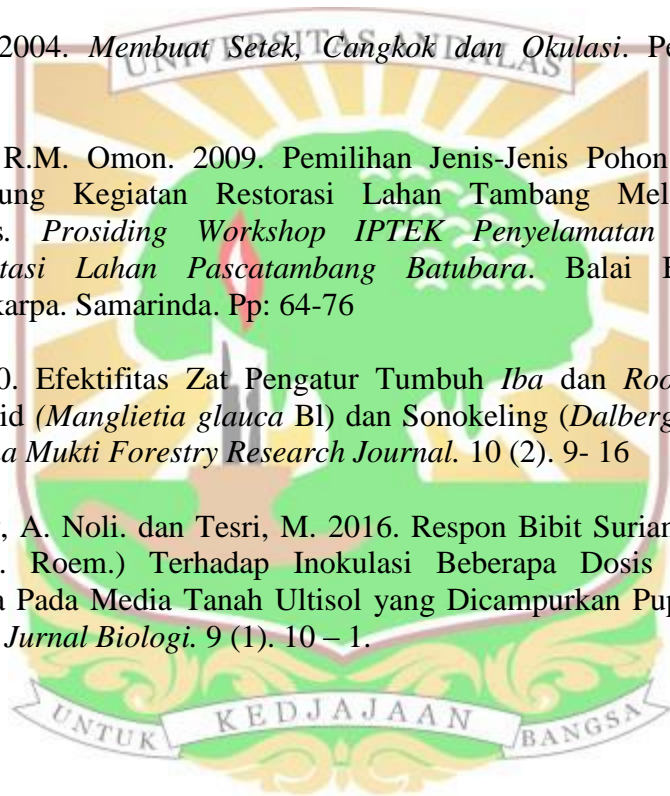 UNIVERSITAS ANDALAS
2004. Membuat Setek, Cangkok dan Okulasi. Pe
R.M. Omon. 2009. Pemilihan Jenis-Jenis Pohon
ung Kegiatan Restorasi Lahan Tambang Mel
s. Prosiding Workshop IPTEK Penyelamatan
tasi Lahan Pascatambang Batubara. Balai B
karpa. Samarinda. Pp: 64-76
0. Efektifitas Zat Pengatur Tumbuh Iba dan Roo
id (Manglietia glauca Bl) dan Sonokeling (Dalberg
na Mukti Forestry Research Journal. 10 (2). 9- 16
, A. Noli. dan Tesri, M. 2016. Respon Bibit Surian
. Roem.) Terhadap Inokulasi Beberapa Dosis
a Pada Media Tanah Ultisol yang Dicampurkan Pup
Jurnal Biologi. 9 (1). 10 – 1.
UNTUK KEDJAJAAN BANGSA